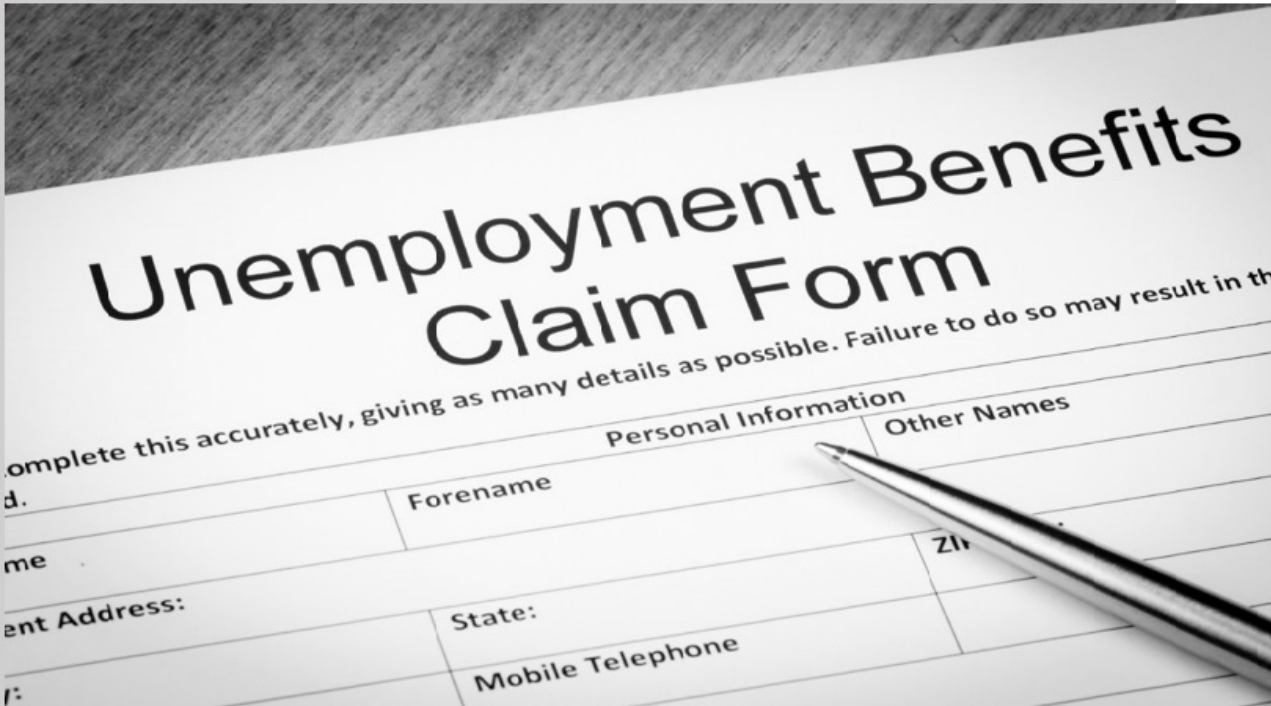 Unemployment Benefits
Claim Form
omplete this accurately, giving as many details as possible. Failure to do so may result in th
d.
Personal Information
me
Forename
Other Names
ent Address:
State:
y:
Mobile Telephone